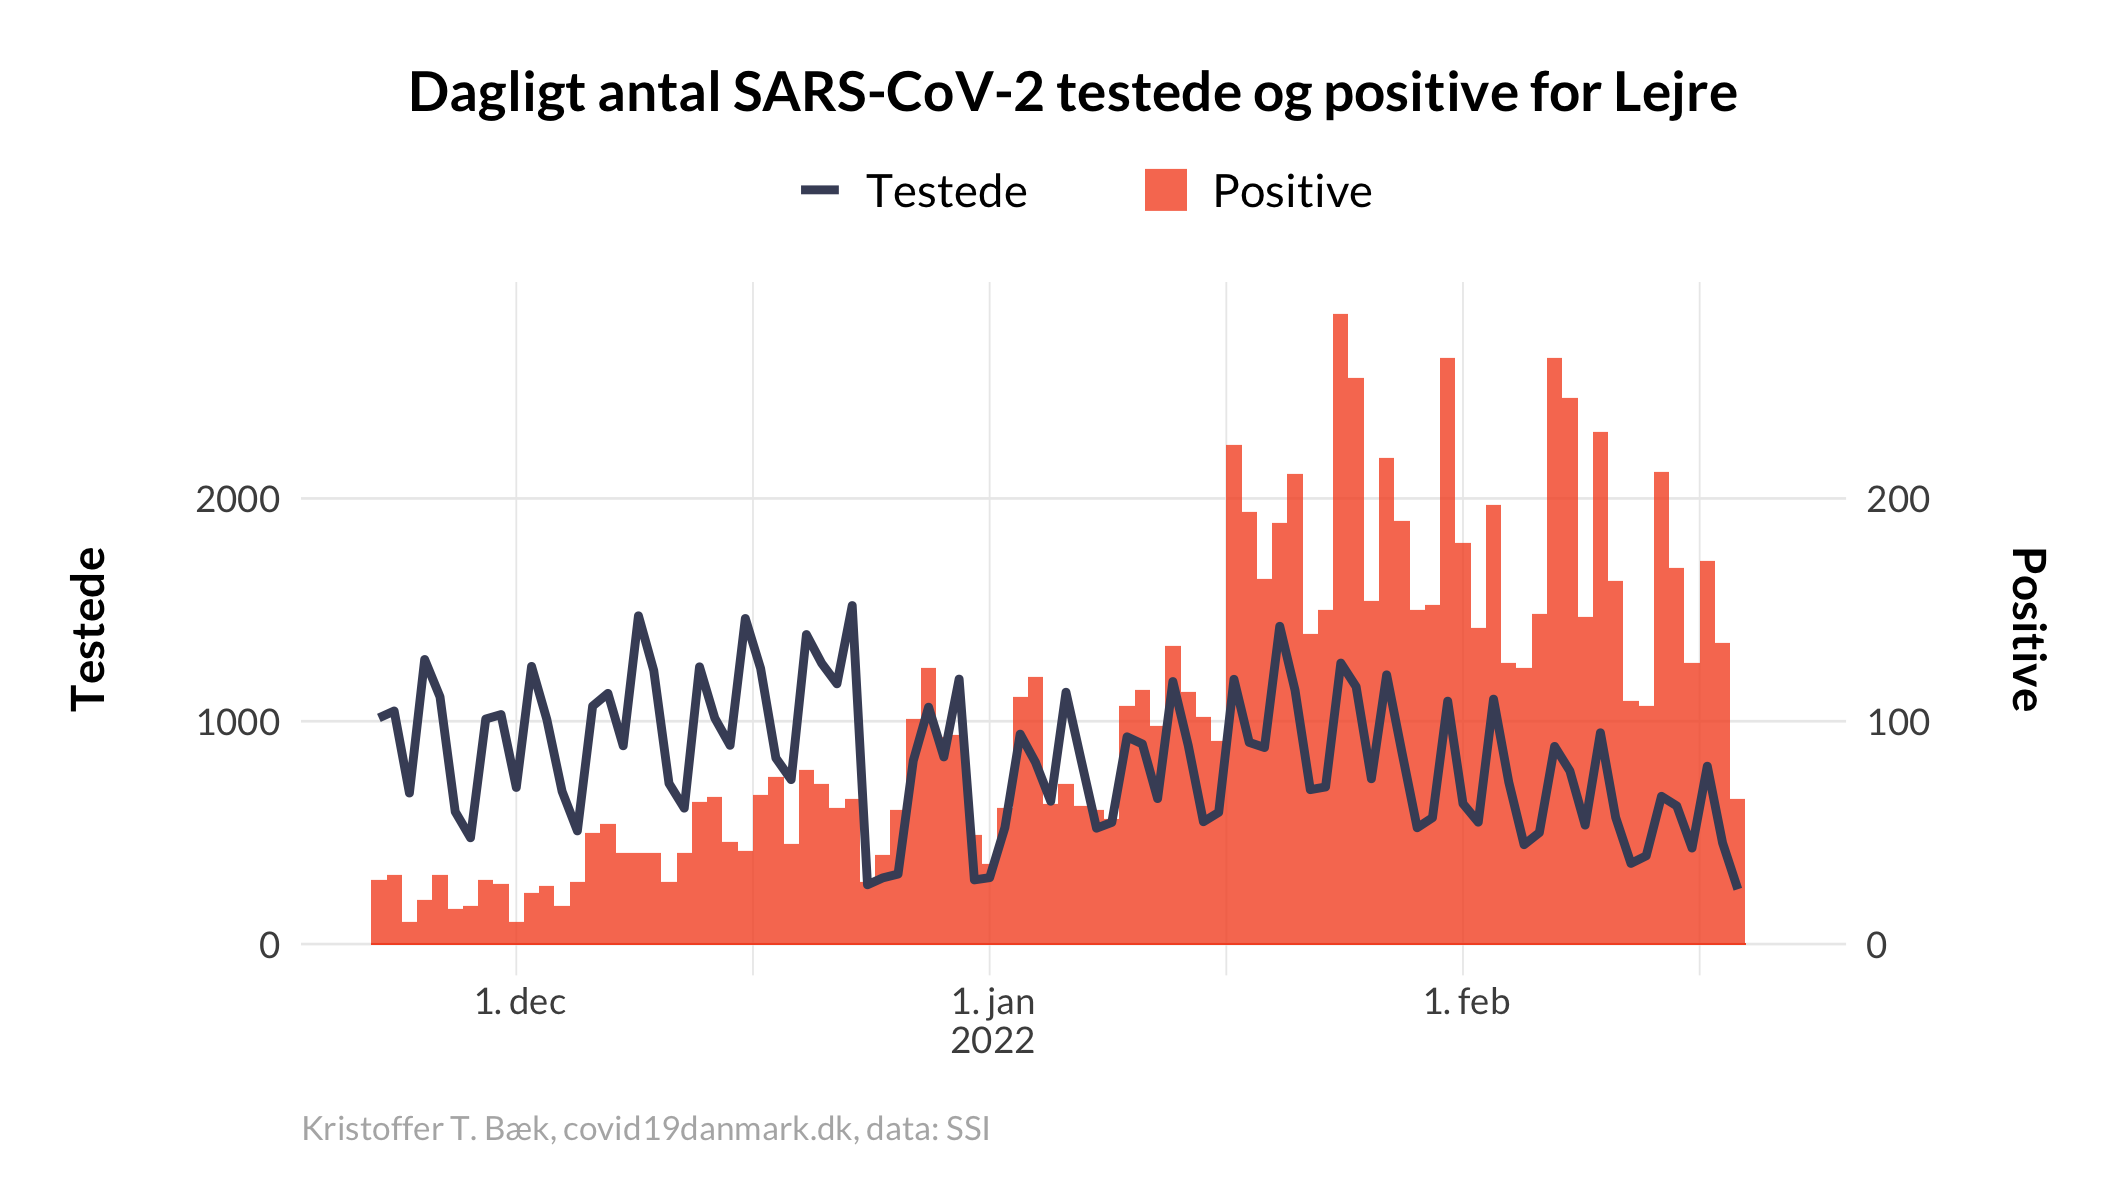 Dagligt antal SARS-CoV-2 testede og positive for Lejre
Testede
Positive
Testede
2000
1000
0
200
100
0
Positive
1. dec
1. jan
2022
1. feb
Kristoffer T. Bæk, covid19danmark.dk, data: SSI